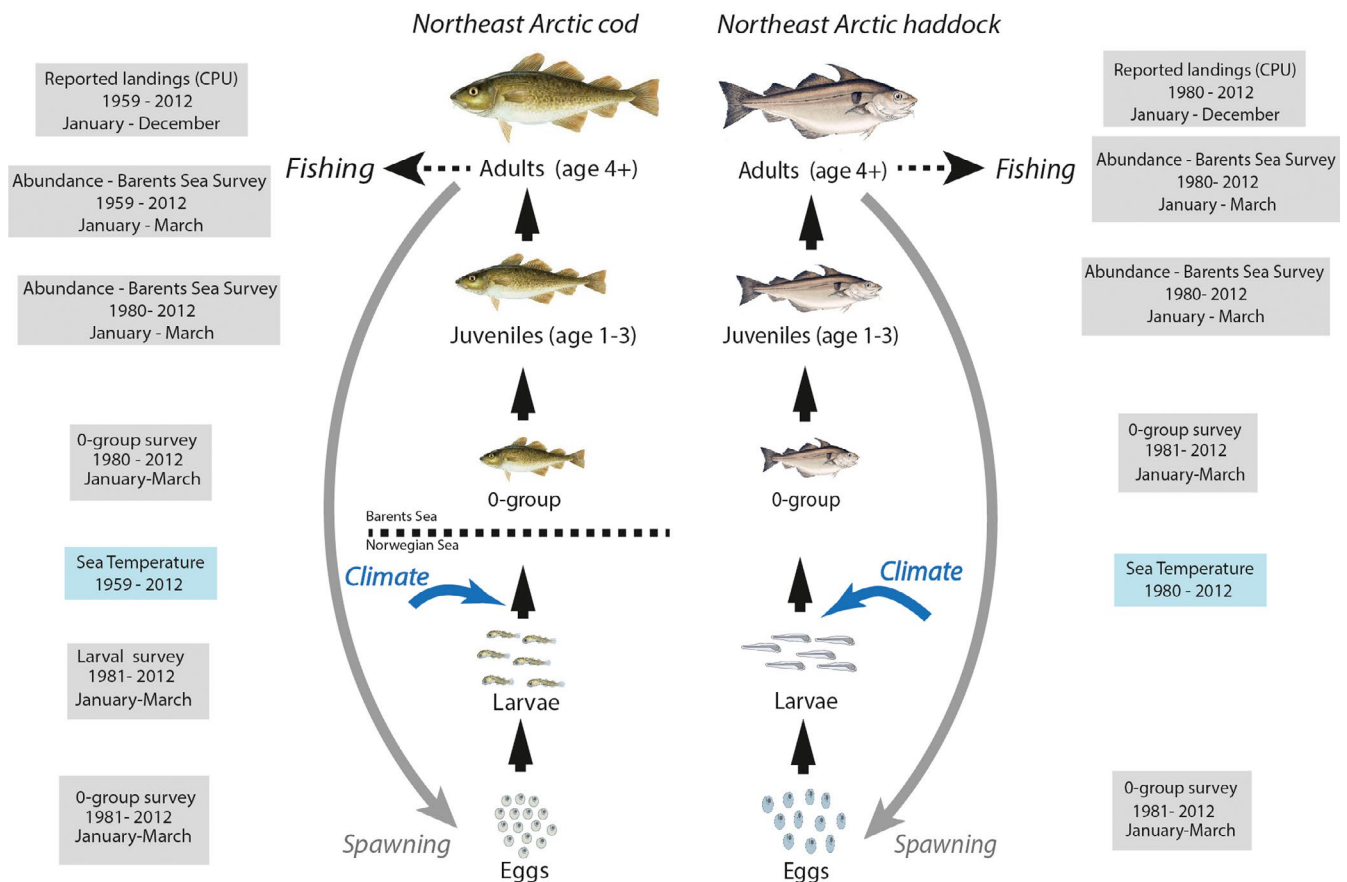 Northeast Arctic cod
Northeast Arctic haddock
Reported landings (CPU)
1959 - 2012
January - December
Abundance - Barents Sea Survey
1959 - 2012
January - March
Abundance - Barents Sea Survey
1980- 2012
January - March
0-group survey
1980 - 2012
January-March
Sea Temperature
1959 - 2012
Larval survey
1981- 2012
January-March
0-group survey
1981- 2012
January-March
Fishing
Adults (age 4+)
Juveniles (age 1-3)
0-group
Barents Sea
Norwegian Sea
Climate
Larvae
Spawning
Eggs
Adults (age 4+)
Fishing
Juveniles (age 1-3)
0-group
Climate
Larvae
Spawning
Eggs
Reported landings (CPU)
1980 - 2012
January - December
Abundance - Barents Sea Survey
1980- 2012
January - March
Abundance - Barents Sea Survey
1980- 2012
January - March
0-group survey
1981- 2012
January-March
Sea Temperature
1980 - 2012
0-group survey
1981- 2012
January-March